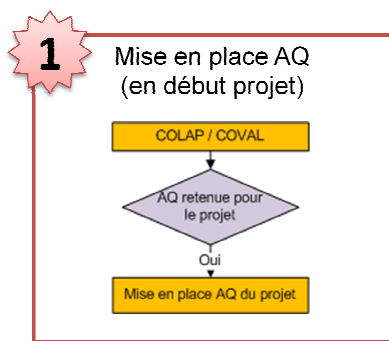 1
Mise en place AQ
(en début projet)
COLAP / COVAL
AQ retenue pour
le projet
Oui
Mise en place AQ du projet